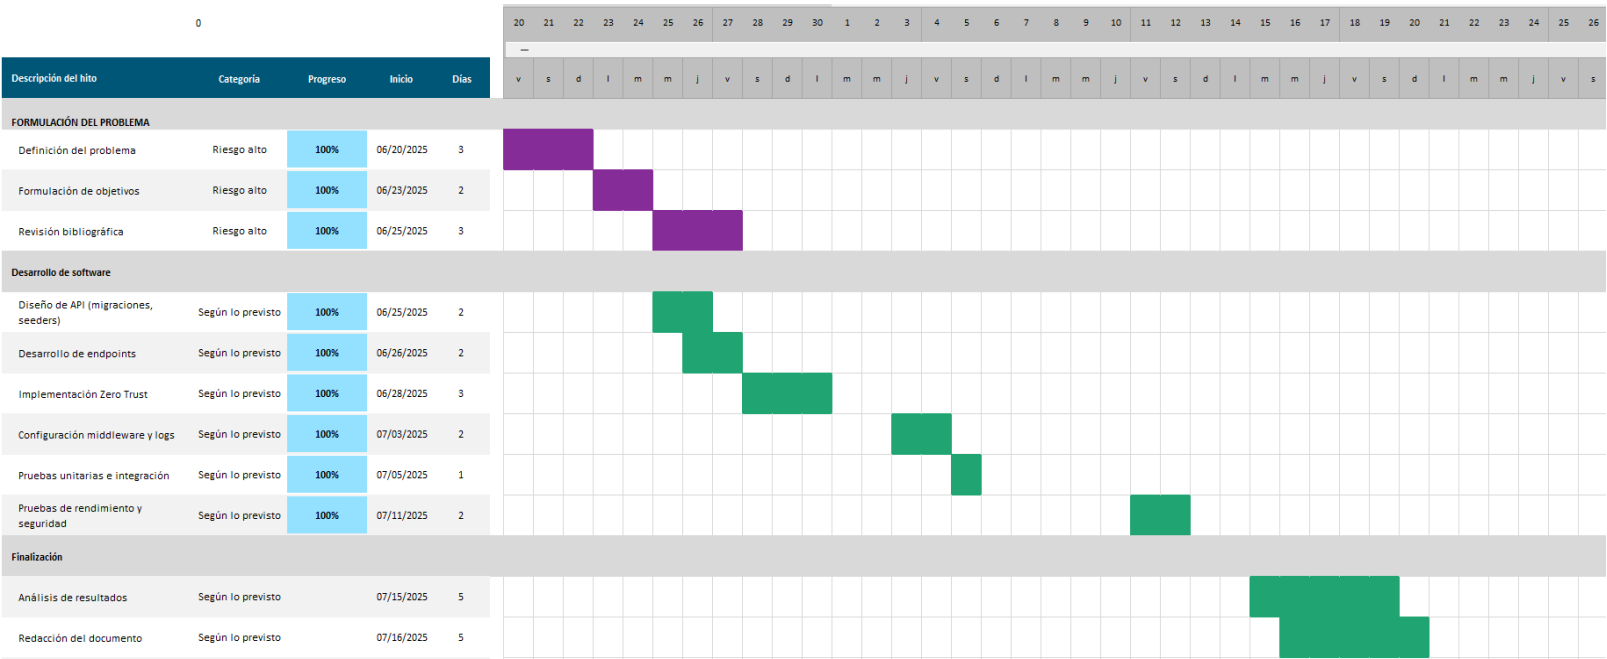 0
20 21 22 23 24 25 26 27 28 29 30 1 2 3 4 5 6 7 8 9 10 11 12 13 14 15 16 17 18 19 20 21 22 23 24 25 26
—
Descripción del hito Categoría Progreso Inicio Días
v s d l m m j v s d l m m j v s d l m m j v s d l m m j v s d l m m j v s
FORMULACIÓN DEL PROBLEMA
Definición del problema Riesgo alto 100% 06/20/2025 3
Formulación de objetivos Riesgo alto 100% 06/23/2025 2
Revisión bibliográfica Riesgo alto 100% 06/25/2025 3
Desarrollo de software
Diseño de API (migraciones,
seeders) Según lo previsto 100% 06/25/2025 2
Desarrollo de endpoints Según lo previsto 100% 06/26/2025 2
Implementación Zero Trust Según lo previsto 100% 06/28/2025 3
Configuración middleware y logs Según lo previsto 100% 07/03/2025 2
Pruebas unitarias e integración Según lo previsto 100% 07/05/2025 1
Pruebas de rendimiento y
seguridad Según lo previsto 100% 07/11/2025 2
Finalización
Análisis de resultados Según lo previsto 07/15/2025 5
Redacción del documento Según lo previsto 07/16/2025 5